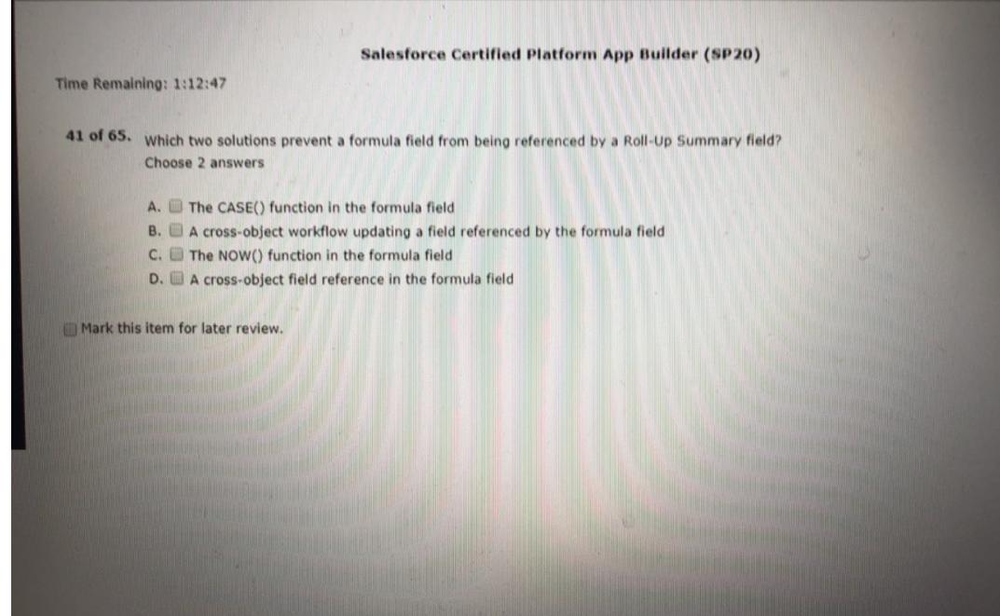 Salesforce Certified Platform App Builder (SP20)
Time Remaining: 1:12:47
41 of 65. Which two solutions prevent a formula field from being referenced by a Roll-Up Summary field?
Choose 2 answers
A. The CASE() function in the formula field
B. A cross-object workflow updating a field referenced by the formula field
C. The NOW() function in the formula field
D. A cross-object field reference in the formula field
Mark this item for later review.